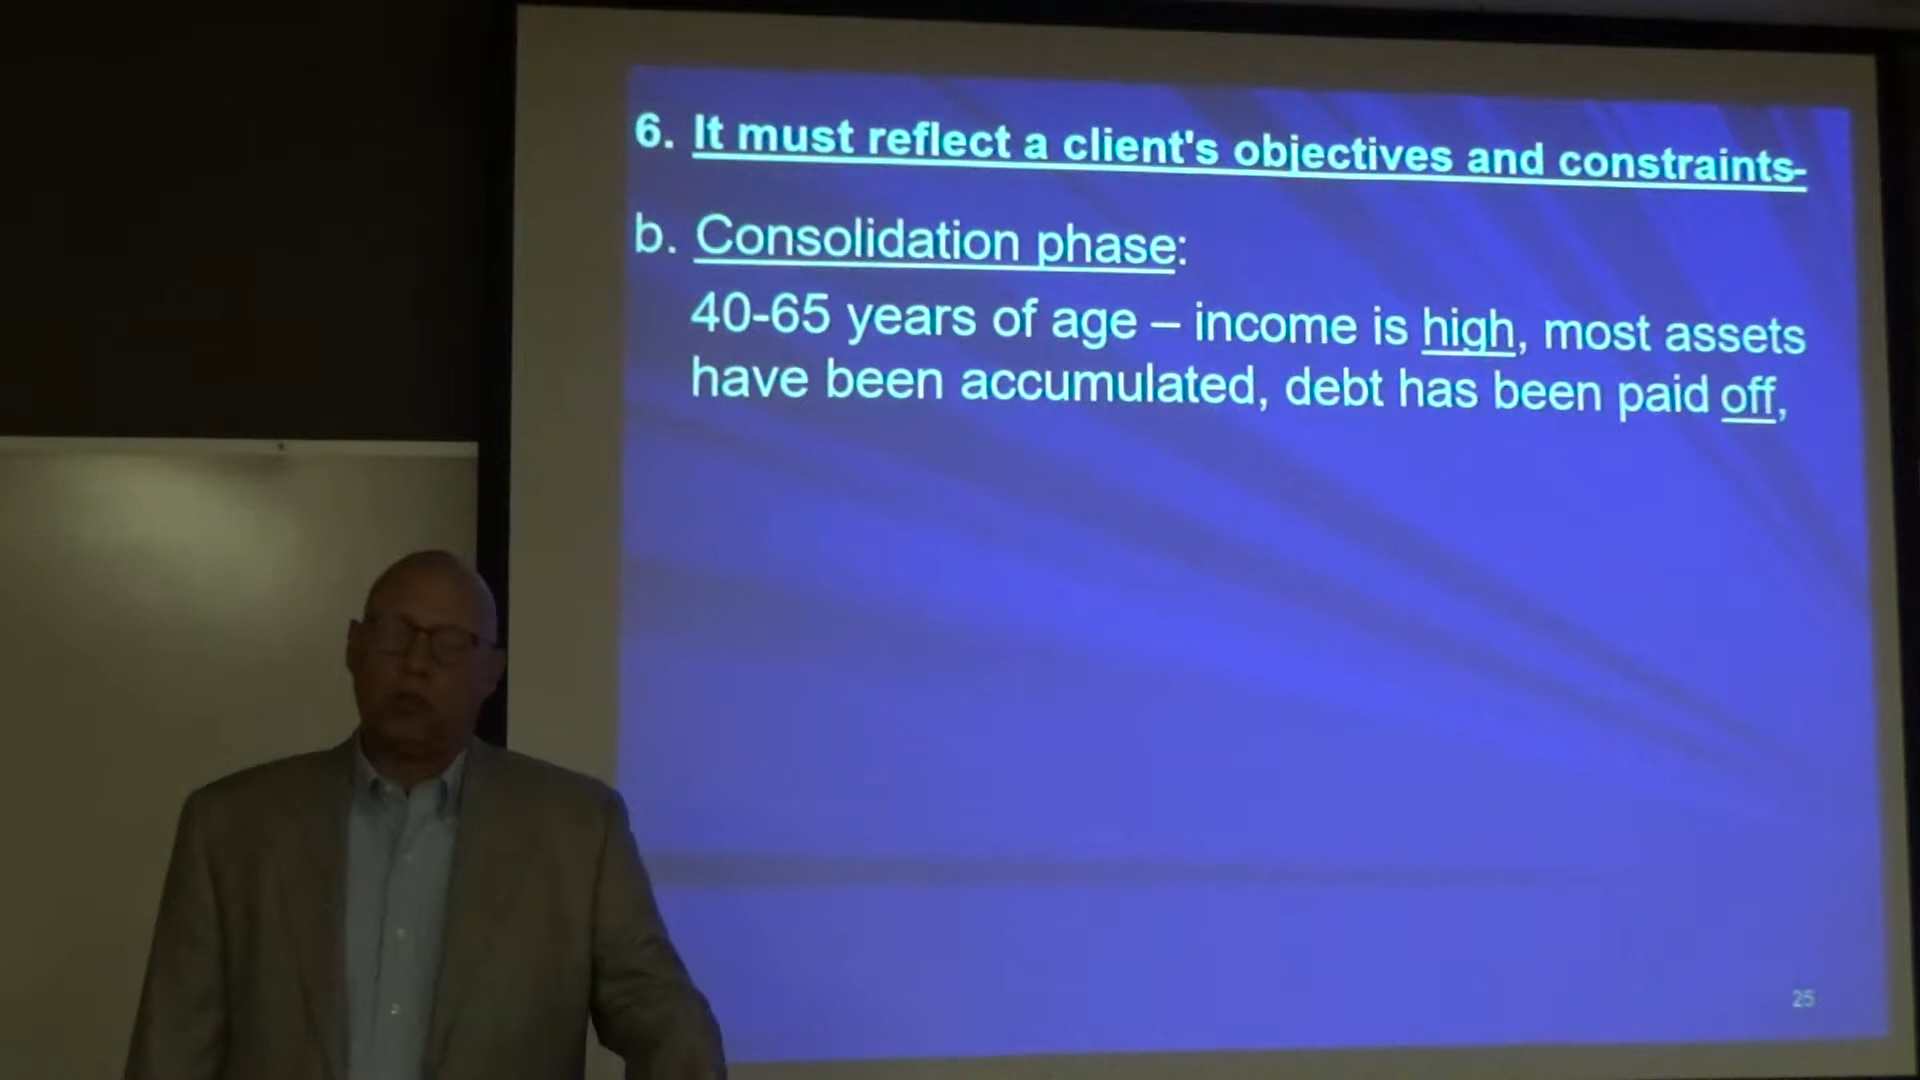 6. It must reflect a client's objectives and constraints-
b. Consolidation phase:
40-65 years of age – income is high, most assets
have been accumulated, debt has been paid off,
25